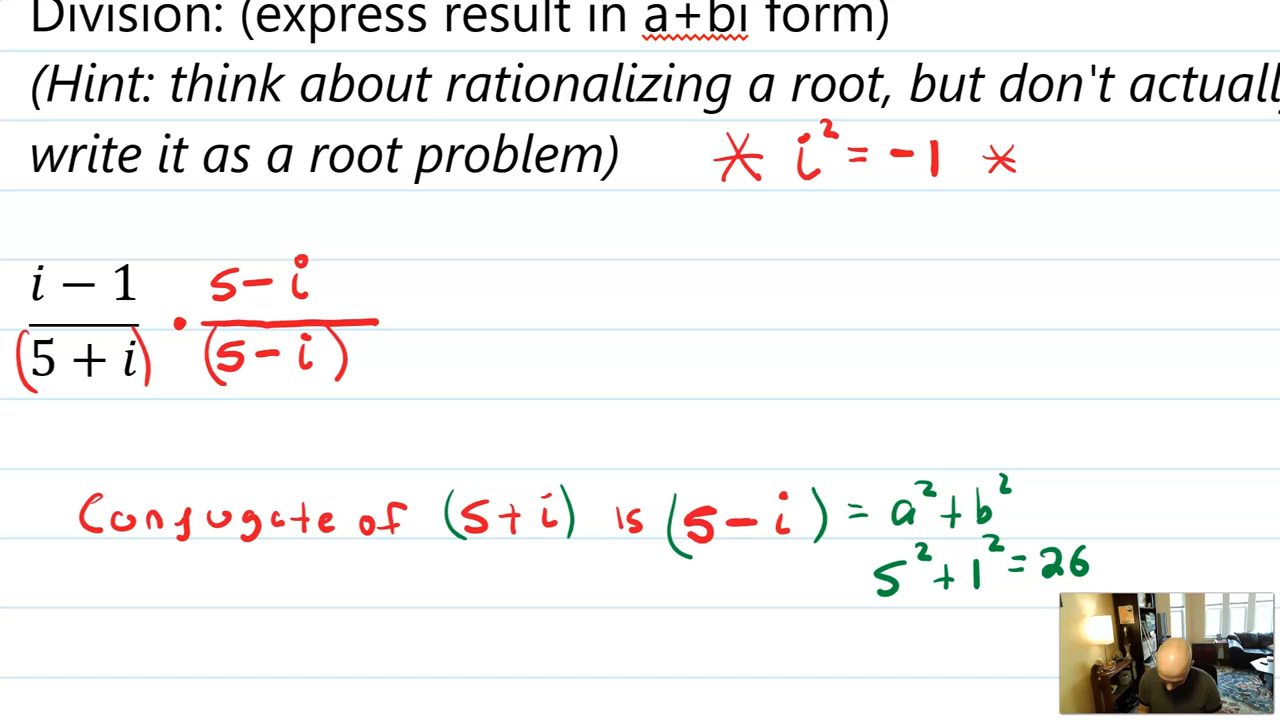 Division: (express result in a+bi form)
(Hint: think about rationalizing a root, but don't actually
write it as a root problem) * i² = -1 *
i − 1 / (5 + i) · 5 - i / (5 - i)
Conjugate of (5+i) is (5-i) = a²+b²
5²+1²=26